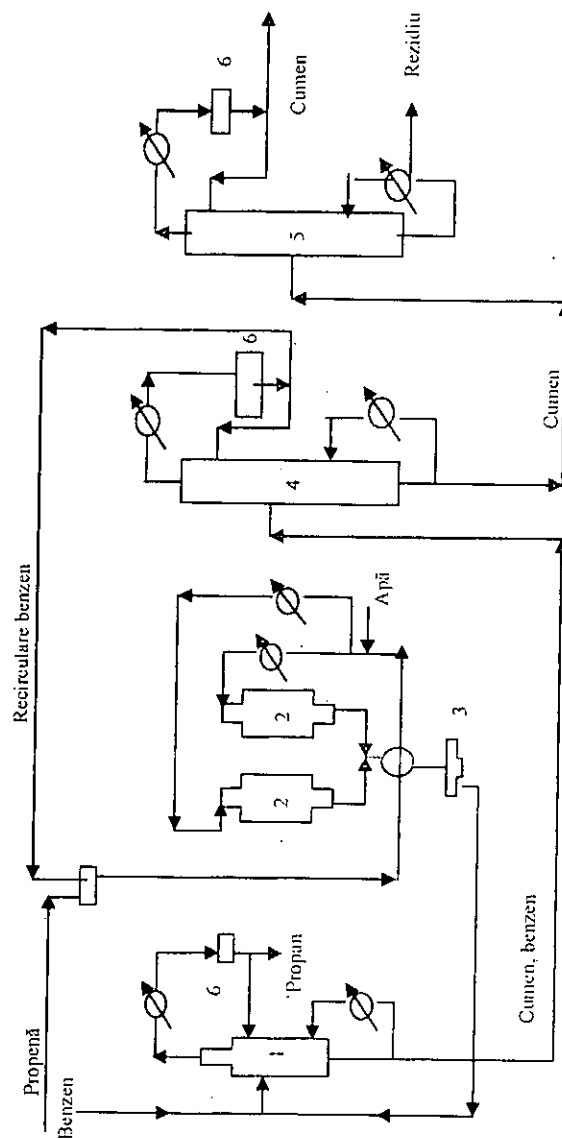 Propenă
Benzen
Recirculare benzen
1
6
Propan
Cumen, benzen
2
2
3
Apă
4
6
Cumen
5
6
Cumen
Rezidiu